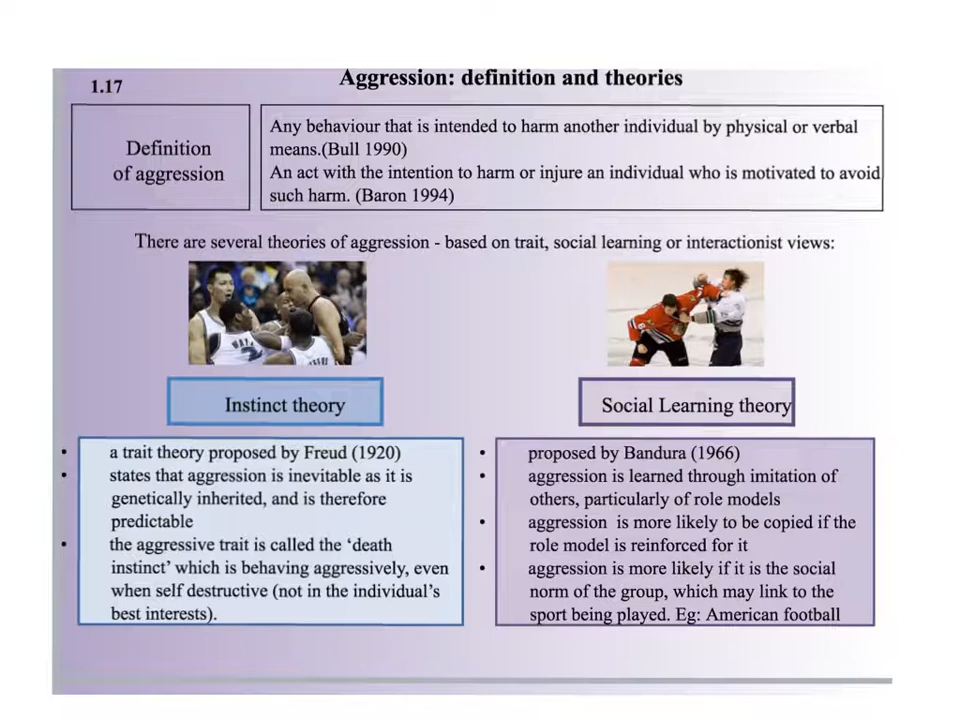 1.17
Aggression: definition and theories
Definition
of aggression
Any behaviour that is intended to harm another individual by physical or verbal
means.(Bull 1990)
An act with the intention to harm or injure an individual who is motivated to avoid
such harm. (Baron 1994)
There are several theories of aggression - based on trait, social learning or interactionist views:
Instinct theory
• a trait theory proposed by Freud (1920)
• states that aggression is inevitable as it is
genetically inherited, and is therefore
predictable
• the aggressive trait is called the ‘death
instinct’ which is behaving aggressively, even
when self destructive (not in the individual’s
best interests).
Social Learning theory
• proposed by Bandura (1966)
• aggression is learned through imitation of
others, particularly of role models
• aggression is more likely to be copied if the
role model is reinforced for it
• aggression is more likely if it is the social
norm of the group, which may link to the
sport being played. Eg: American football